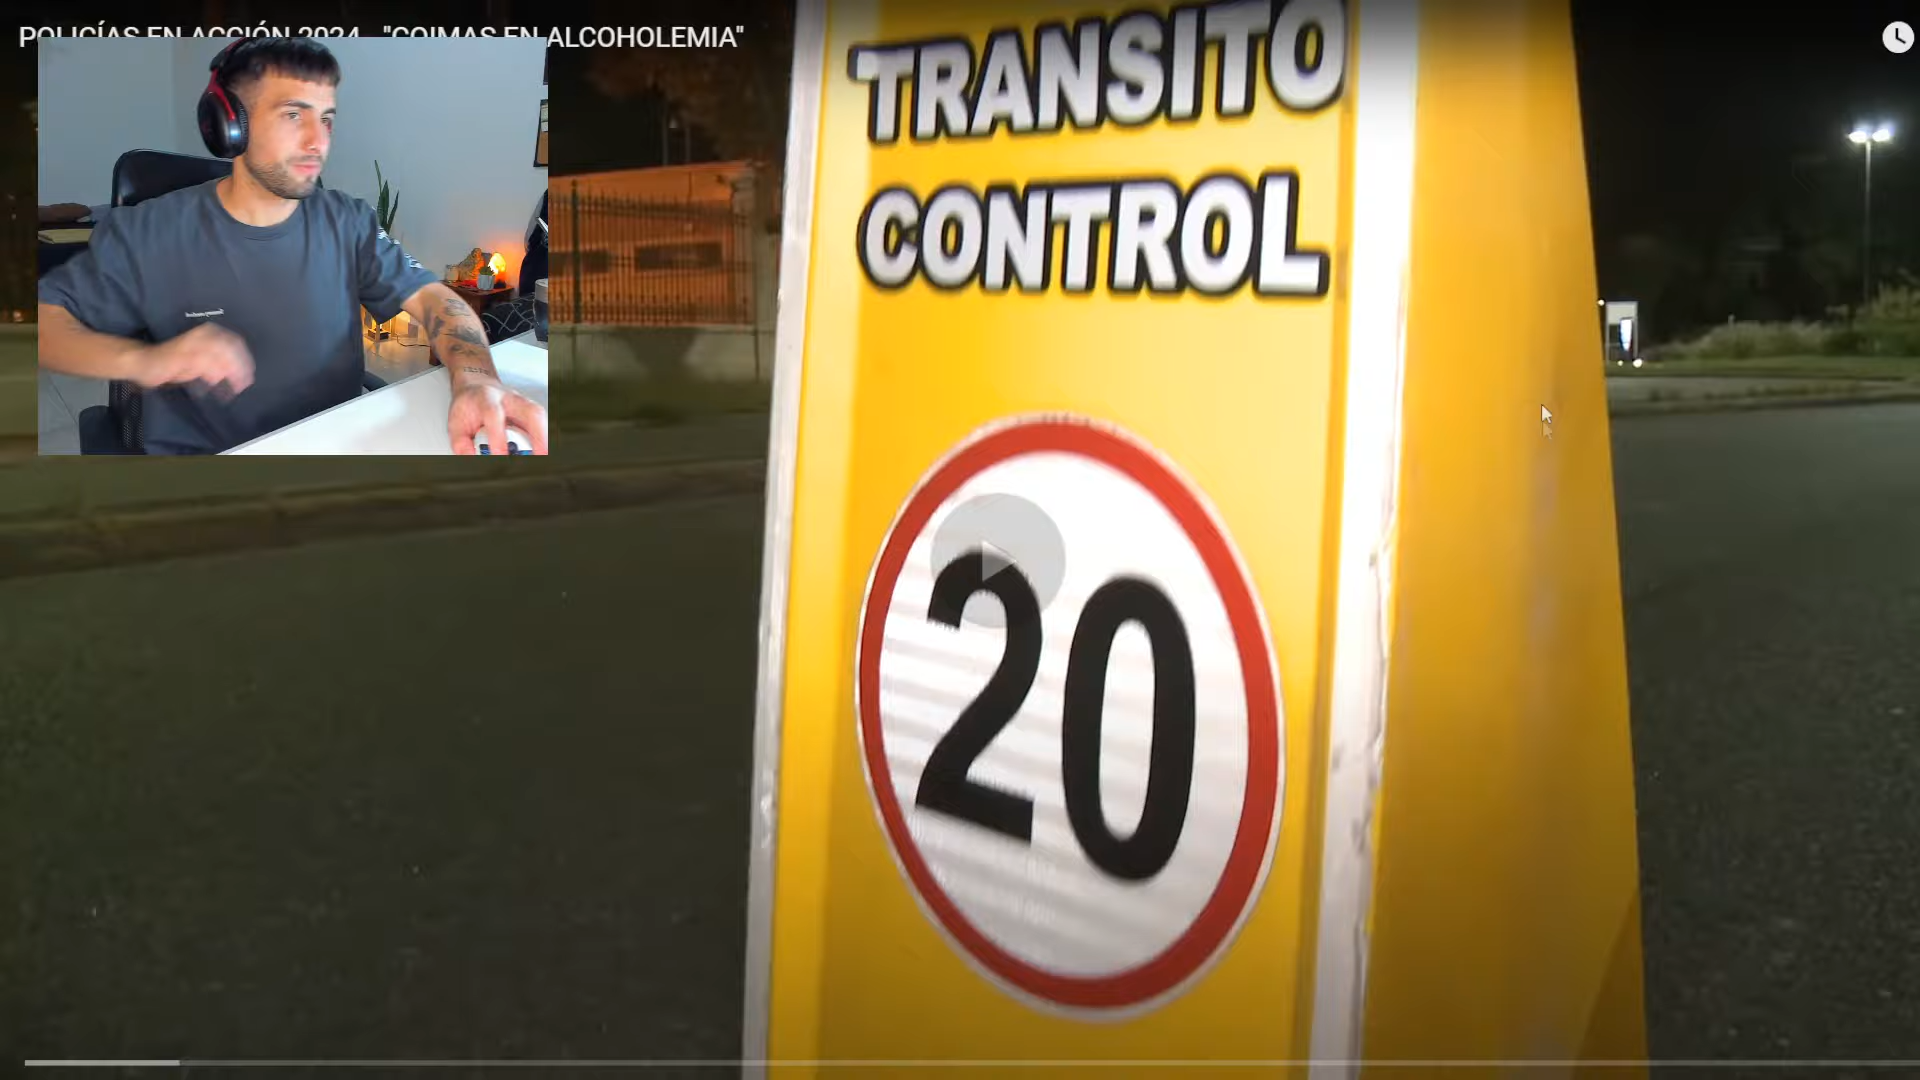 POLICÍAS EN ACCIÓN 2024 - "COIMAS EN ALCOHOLEMIA"
TRANSITO
CONTROL
20